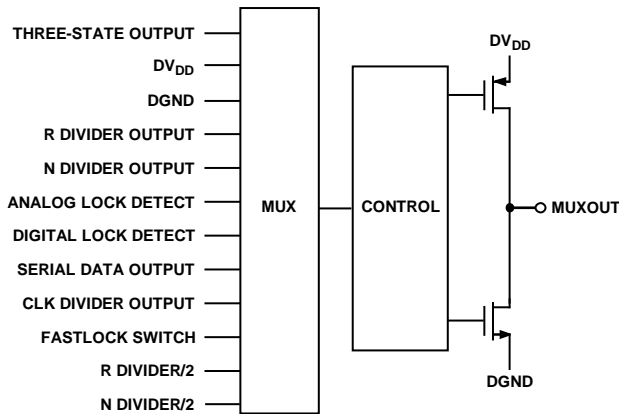 THREE-STATE OUTPUT
DVDD
DGND
R DIVIDER OUTPUT
N DIVIDER OUTPUT
ANALOG LOCK DETECT
DIGITAL LOCK DETECT
SERIAL DATA OUTPUT
CLK DIVIDER OUTPUT
FASTLOCK SWITCH
R DIVIDER/2
N DIVIDER/2
MUX
CONTROL
DVDD
MUXOUT
DGND